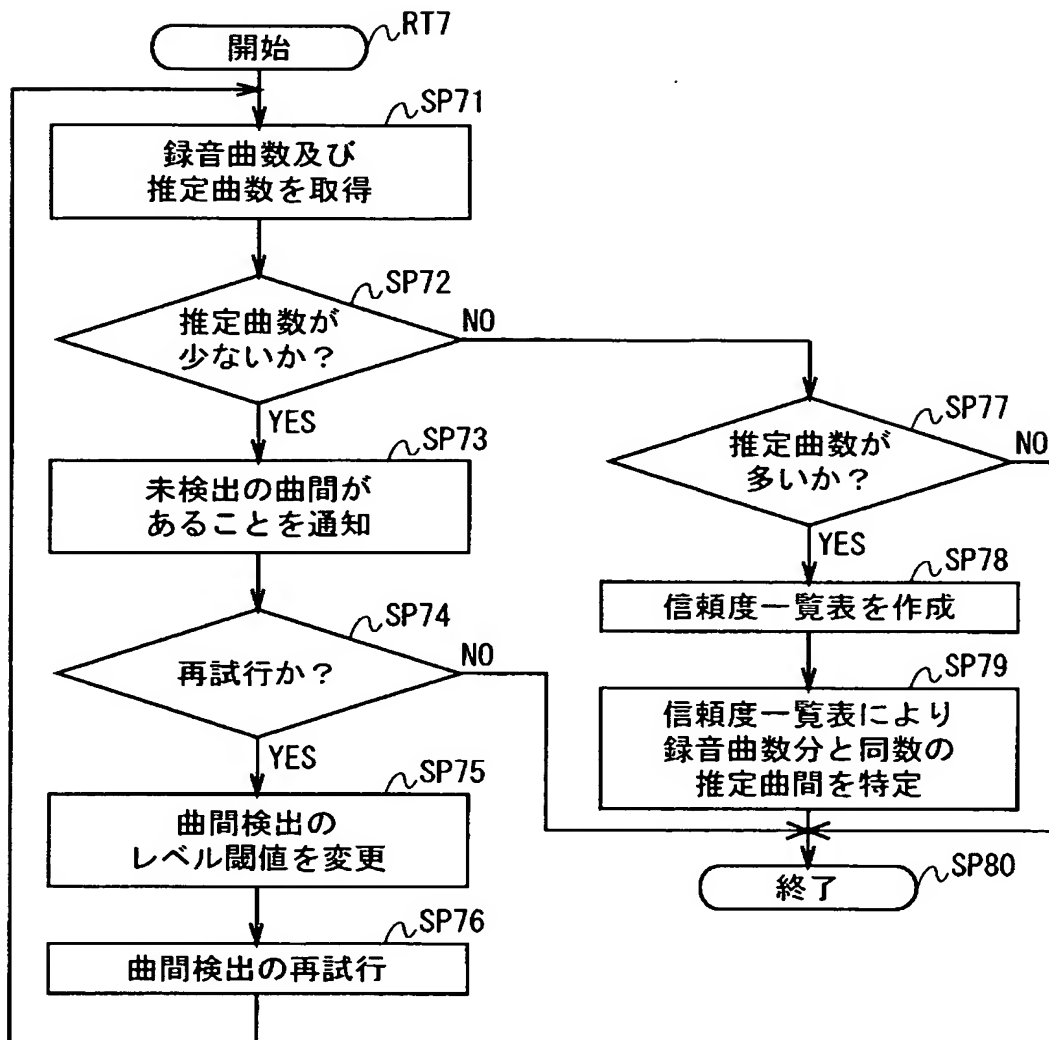 開始
RT7
SP71
録音曲数及び
推定曲数を取得
SP72
推定曲数が
少ないか？
NO
YES
SP73
未検出の曲間が
あることを通知
SP74
再試行か？
NO
YES
SP75
曲間検出の
レベル閾値を変更
SP76
曲間検出の再試行
SP77
推定曲数が
多いか？
NO
YES
SP78
信頼度一覧表を作成
SP79
信頼度一覧表により
録音曲数分と同数の
推定曲間を特定
終了
SP80